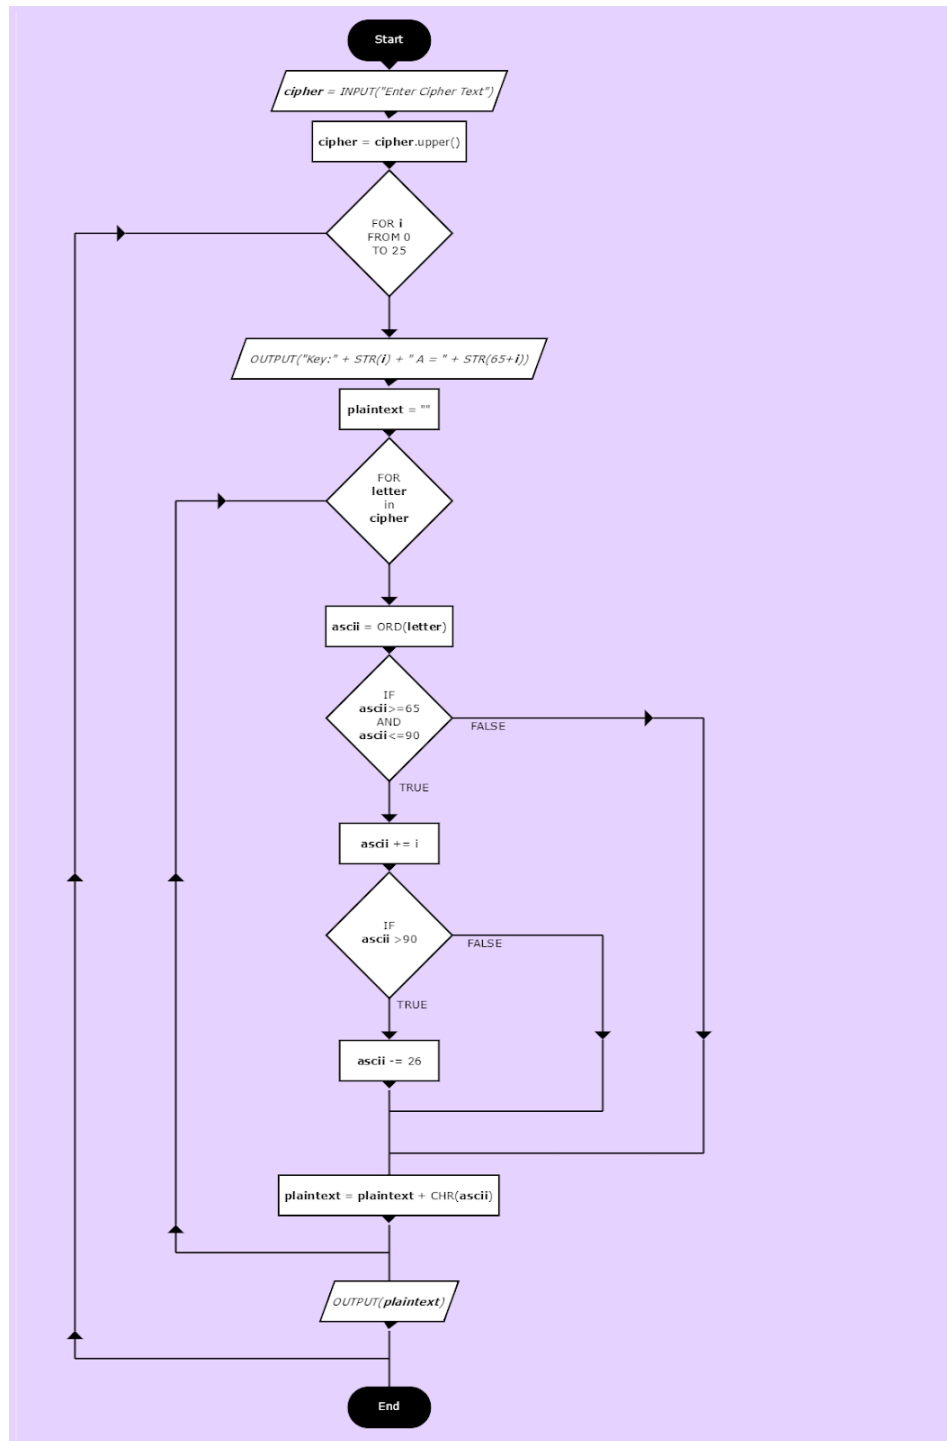 Start
cipher = INPUT("Enter Cipher Text")
cipher = cipher.upper()
FOR i
FROM 0
TO 25
OUTPUT("Key:" + STR(i) + " A = " + STR(65+i))
plaintext = ""
FOR
letter
in
cipher
ascii = ORD(letter)
IF
ascii>=65
AND
ascii<=90
FALSE
TRUE
ascii += i
IF
ascii >90
FALSE
TRUE
ascii -= 26
plaintext = plaintext + CHR(ascii)
OUTPUT(plaintext)
End